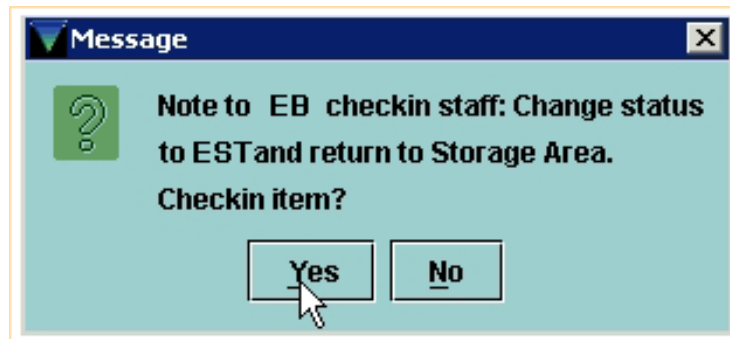 Message
Note to EB checkin staff: Change status
to ESTand return to Storage Area.
Checkin item?
Yes No